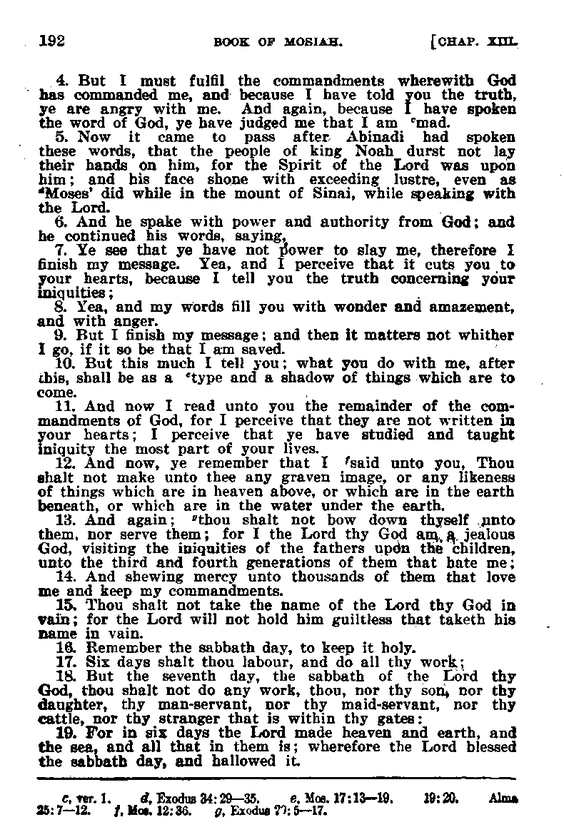 192 BOOK OF MOSIAH. [CHAP. XIII.
4. But I must fulfil the commandments wherewith God
has commanded me, and because I have told you the truth,
ye are angry with me. And again, because I have spoken
the word of God, ye have judged me that I am ᶜmad.
5. Now it came to pass after Abinadi had spoken
these words, that the people of king Noah durst not lay
their hands on him, for the Spirit of the Lord was upon
him; and his face shone with exceeding lustre, even as
ᵈMoses' did while in the mount of Sinai, while speaking with
the Lord.
6. And he spake with power and authority from God; and
he continued his words, saying,
7. Ye see that ye have not power to slay me, therefore I
finish my message. Yea, and I perceive that it cuts you to
your hearts, because I tell you the truth concerning your
iniquities;
8. Yea, and my words fill you with wonder and amazement,
and with anger.
9. But I finish my message; and then it matters not whither
I go, if it so be that I am saved.
10. But this much I tell you; what you do with me, after
this, shall be as a ᵉtype and a shadow of things which are to
come.
11. And now I read unto you the remainder of the com-
mandments of God, for I perceive that they are not written in
your hearts; I perceive that ye have studied and taught
iniquity the most part of your lives.
12. And now, ye remember that I ᶠsaid unto you, Thou
shalt not make unto thee any graven image, or any likeness
of things which are in heaven above, or which are in the earth
beneath, or which are in the water under the earth.
13. And again; ᵍthou shalt not bow down thyself unto
them, nor serve them; for I the Lord thy God am a jealous
God, visiting the iniquities of the fathers upon the children,
unto the third and fourth generations of them that hate me;
14. And shewing mercy unto thousands of them that love
me and keep my commandments.
15. Thou shalt not take the name of the Lord thy God in
vain; for the Lord will not hold him guiltless that taketh his
name in vain.
16. Remember the sabbath day, to keep it holy.
17. Six days shalt thou labour, and do all thy work;
18. But the seventh day, the sabbath of the Lord thy
God, thou shalt not do any work, thou, nor thy son, nor thy
daughter, thy man-servant, nor thy maid-servant, nor thy
cattle, nor thy stranger that is within thy gates:
19. For in six days the Lord made heaven and earth, and
the sea, and all that in them is; wherefore the Lord blessed
the sabbath day, and hallowed it.
c, ver. 1. d, Exodus 34:29—35. e, Mos. 17:13—19. 19:20. Alma
25:7—12. f, Mos. 12:36. g, Exodus 20:5—17.